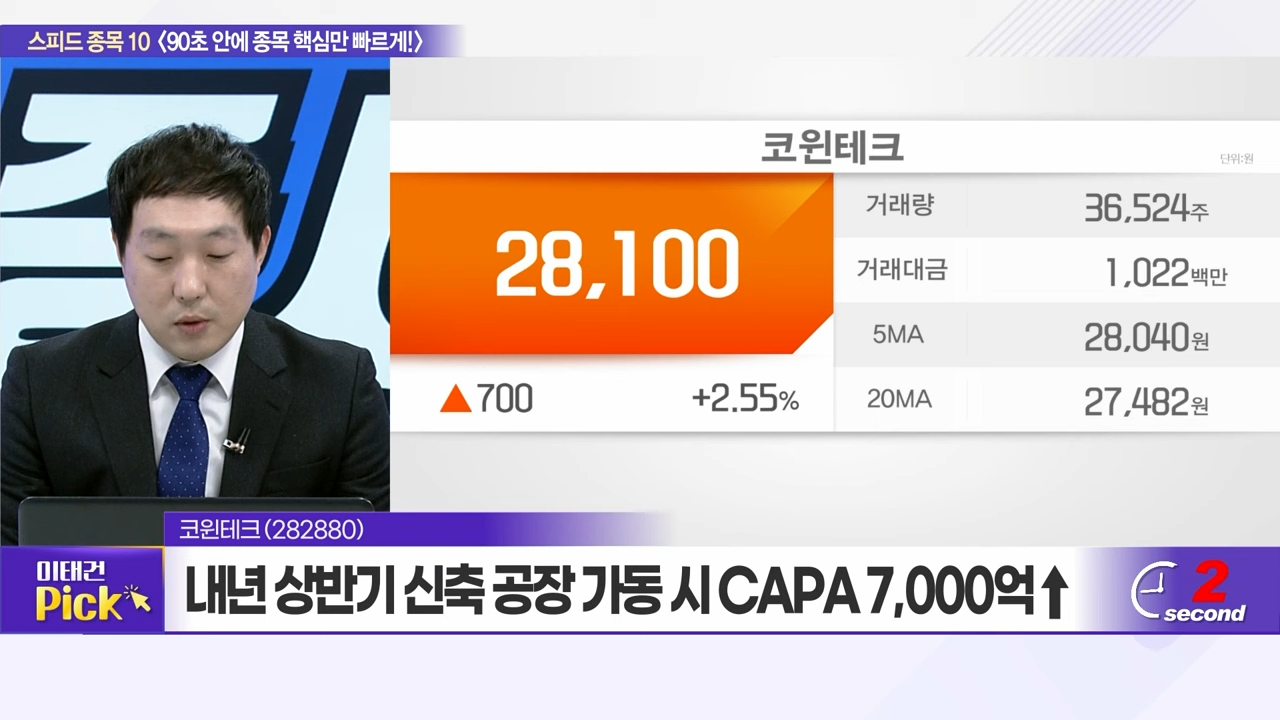 스피드 종목 10 〈90초 안에 종목 핵심만 빠르게!〉
코윈테크
단위:원
28,100
▲700 +2.55%
거래량 36,524주
거래대금 1,022백만
5MA 28,040원
20MA 27,482원
코윈테크(282880)
이태건
Pick
내년 상반기 신축 공장 가동 시 CAPA 7,000억↑
2
second